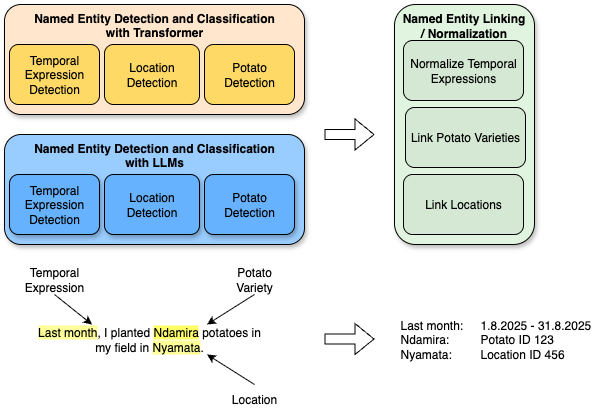 Named Entity Detection and Classification
with Transformer
Temporal
Expression
Detection
Location
Detection
Potato
Detection
Named Entity Detection and Classification
with LLMs
Temporal
Expression
Detection
Location
Detection
Potato
Detection
Named Entity Linking
/ Normalization
Normalize Temporal
Expressions
Link Potato Varieties
Link Locations
Temporal
Expression
Potato
Variety
Last month, I planted Ndamira potatoes in
my field in Nyamata.
Location
Last month: 1.8.2025 - 31.8.2025
Ndamira: Potato ID 123
Nyamata: Location ID 456